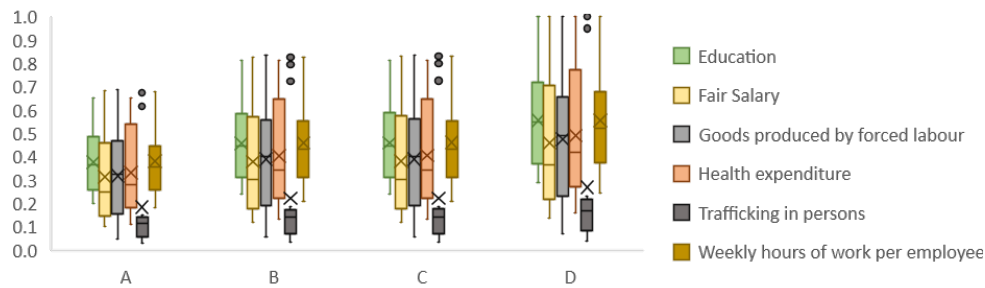 1.0
0.9
0.8
0.7
0.6
0.5
0.4
0.3
0.2
0.1
0.0
A B C D
Education
Fair Salary
Goods produced by forced labour
Health expenditure
Trafficking in persons
Weekly hours of work per employee